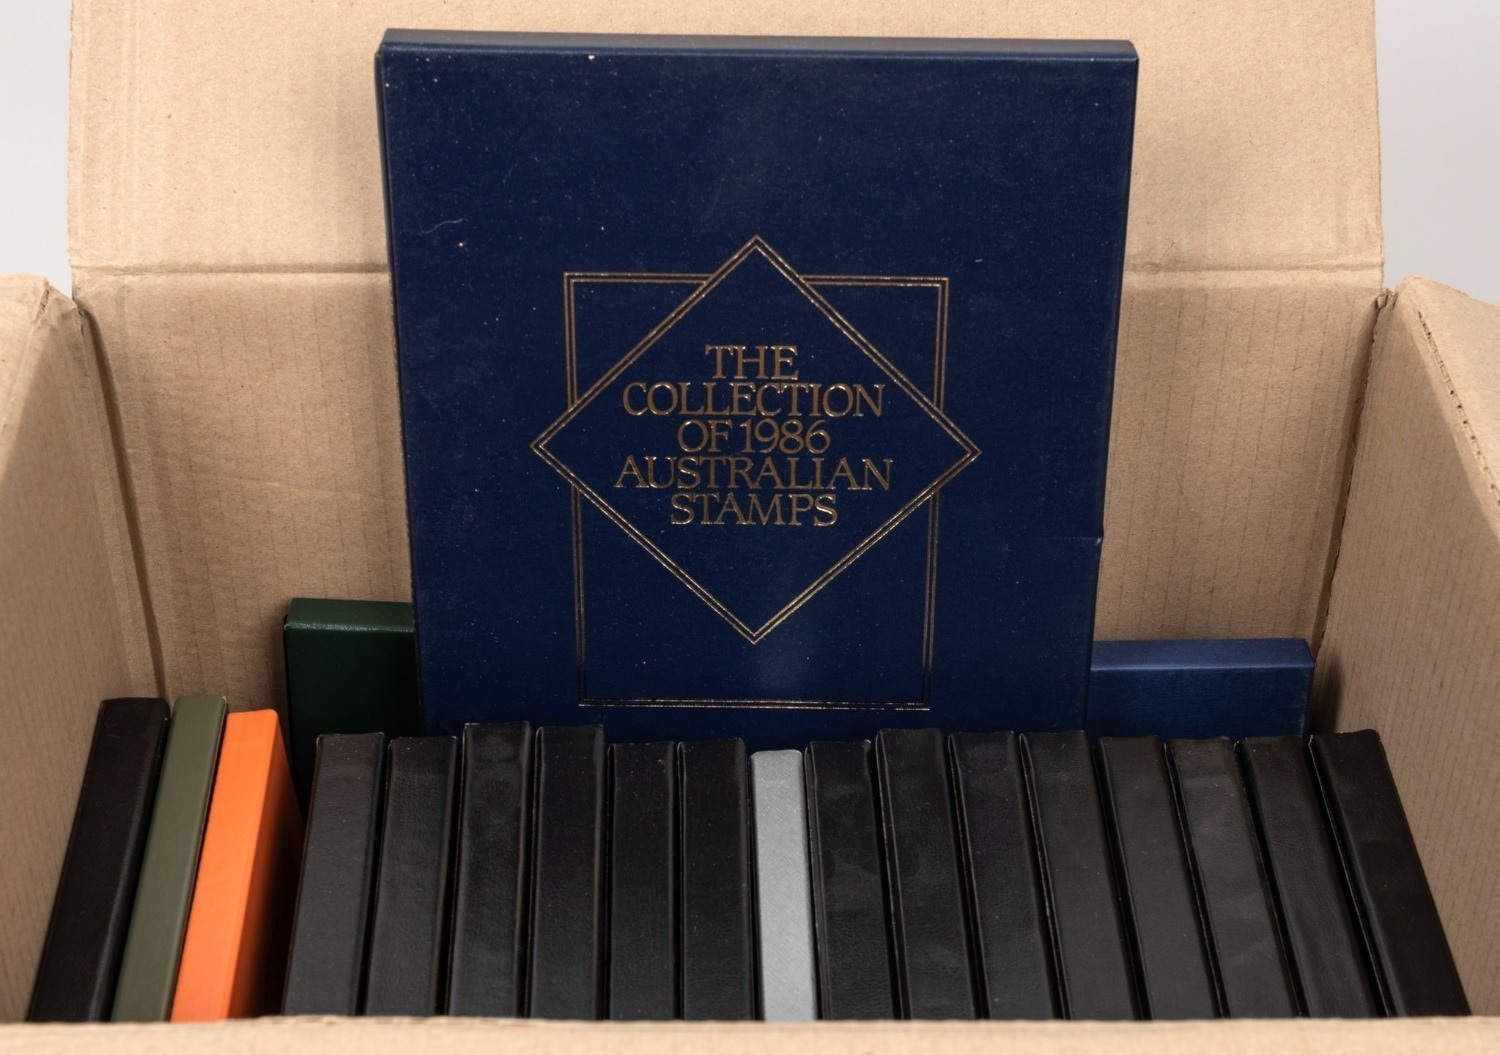 THE
COLLECTION
OF 1986
AUSTRALIAN
STAMPS